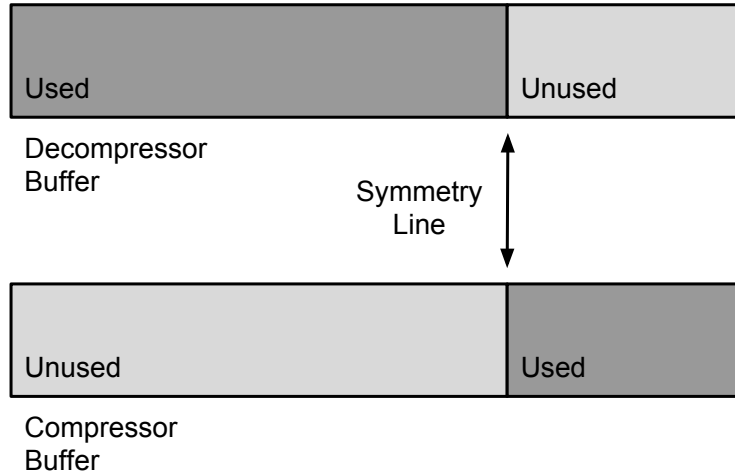 Used
Unused
Decompressor
Buffer
Symmetry
Line
Unused
Used
Compressor
Buffer